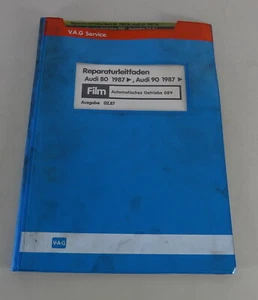 V.A.G Service
Reparaturleitfaden
Audi 80 1987 ▶, Audi 90 1987 ▶
Film Automatisches Getriebe 089
Ausgabe 02.87
V·A·G